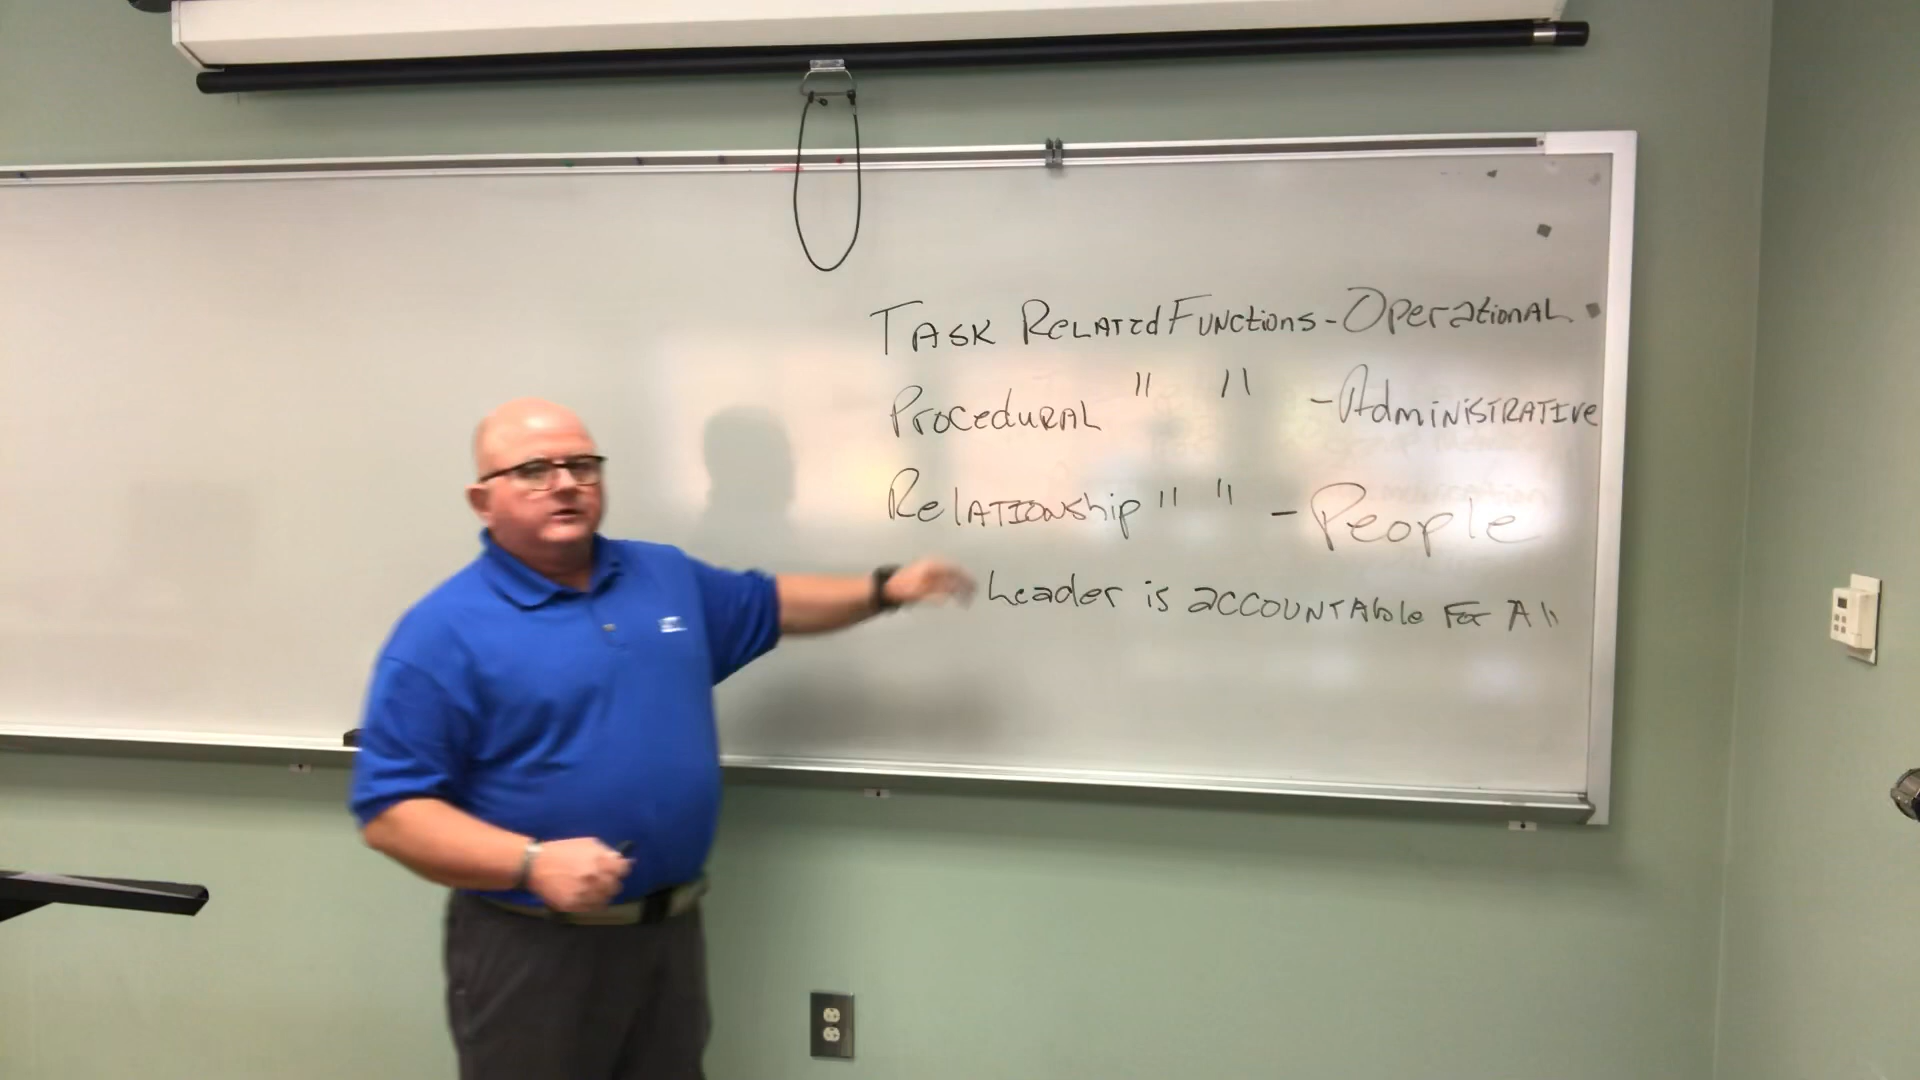 Task Related Functions - Operational
Procedural " " - Administrative
Relationship " " - People
Leader is accountable for All